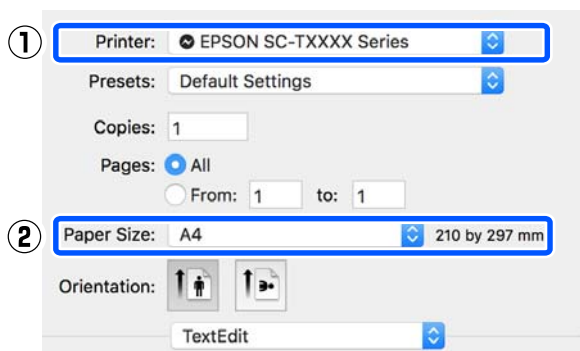 ① Printer: EPSON SC-TXXXX Series
Presets: Default Settings
Copies: 1
Pages: All
From: 1 to: 1
② Paper Size: A4 210 by 297 mm
Orientation:
TextEdit